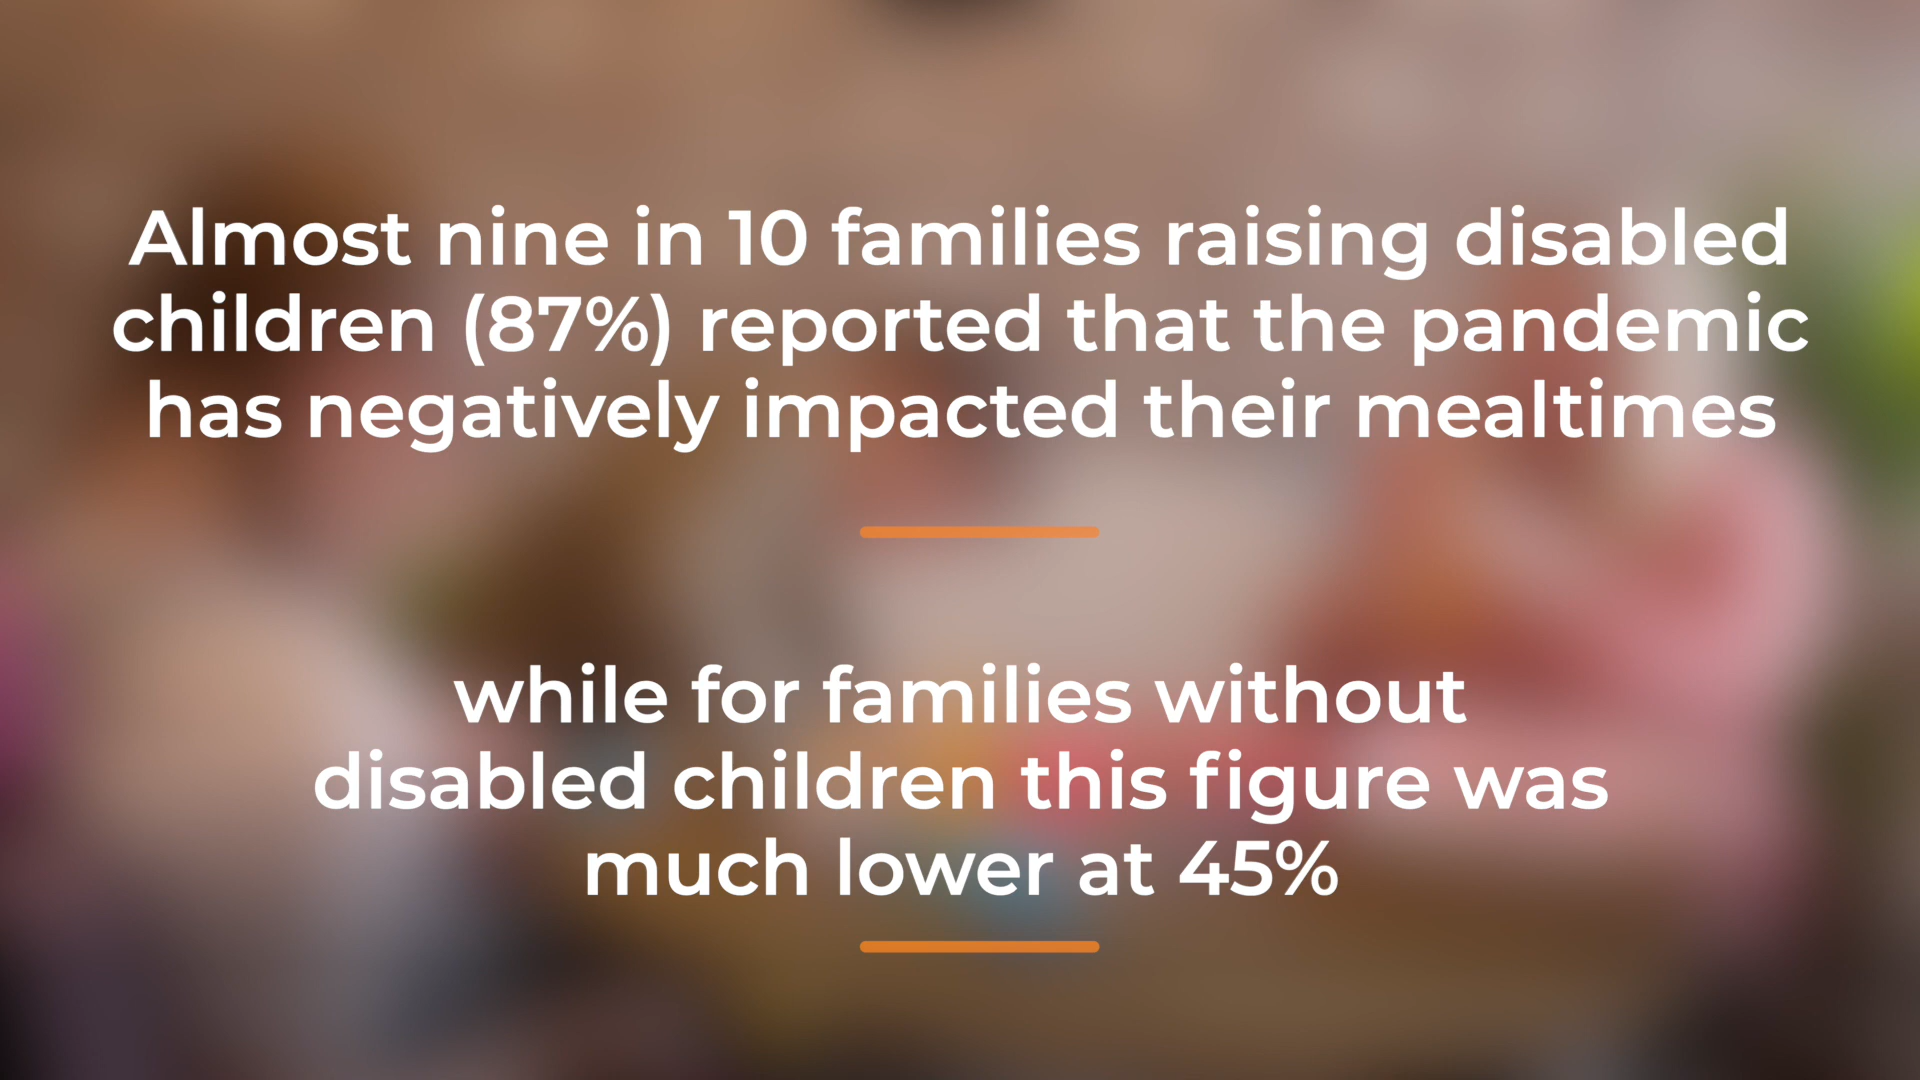 Almost nine in 10 families raising disabled
children (87%) reported that the pandemic
has negatively impacted their mealtimes
while for families without
disabled children this figure was
much lower at 45%